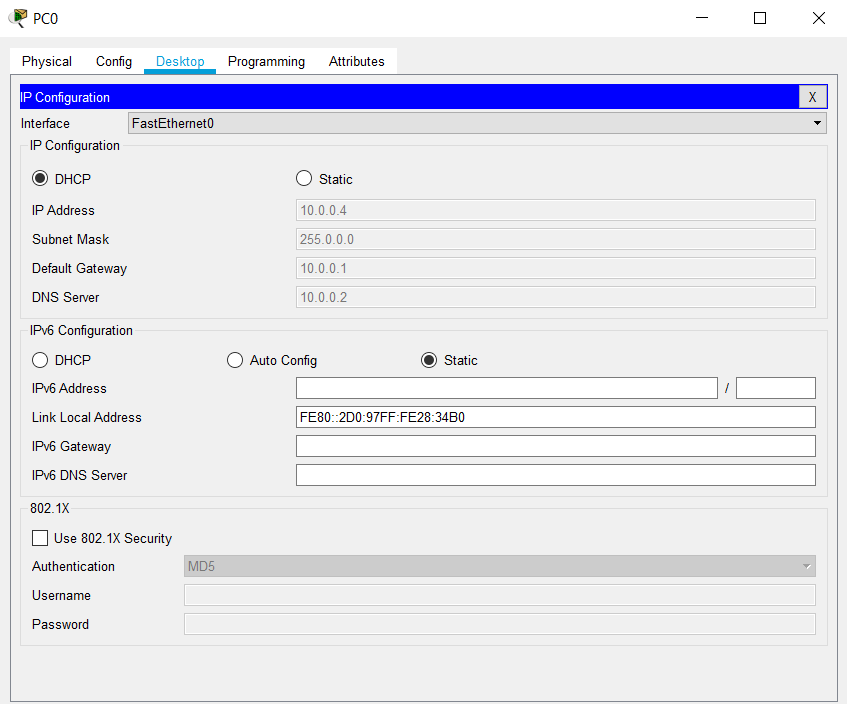 PC0
Physical Config Desktop Programming Attributes
IP Configuration X
Interface FastEthernet0
IP Configuration
DHCP Static
IP Address 10.0.0.4
Subnet Mask 255.0.0.0
Default Gateway 10.0.0.1
DNS Server 10.0.0.2
IPv6 Configuration
DHCP Auto Config Static
IPv6 Address /
Link Local Address FE80::2D0:97FF:FE28:34B0
IPv6 Gateway
IPv6 DNS Server
802.1X
Use 802.1X Security
Authentication MD5
Username
Password